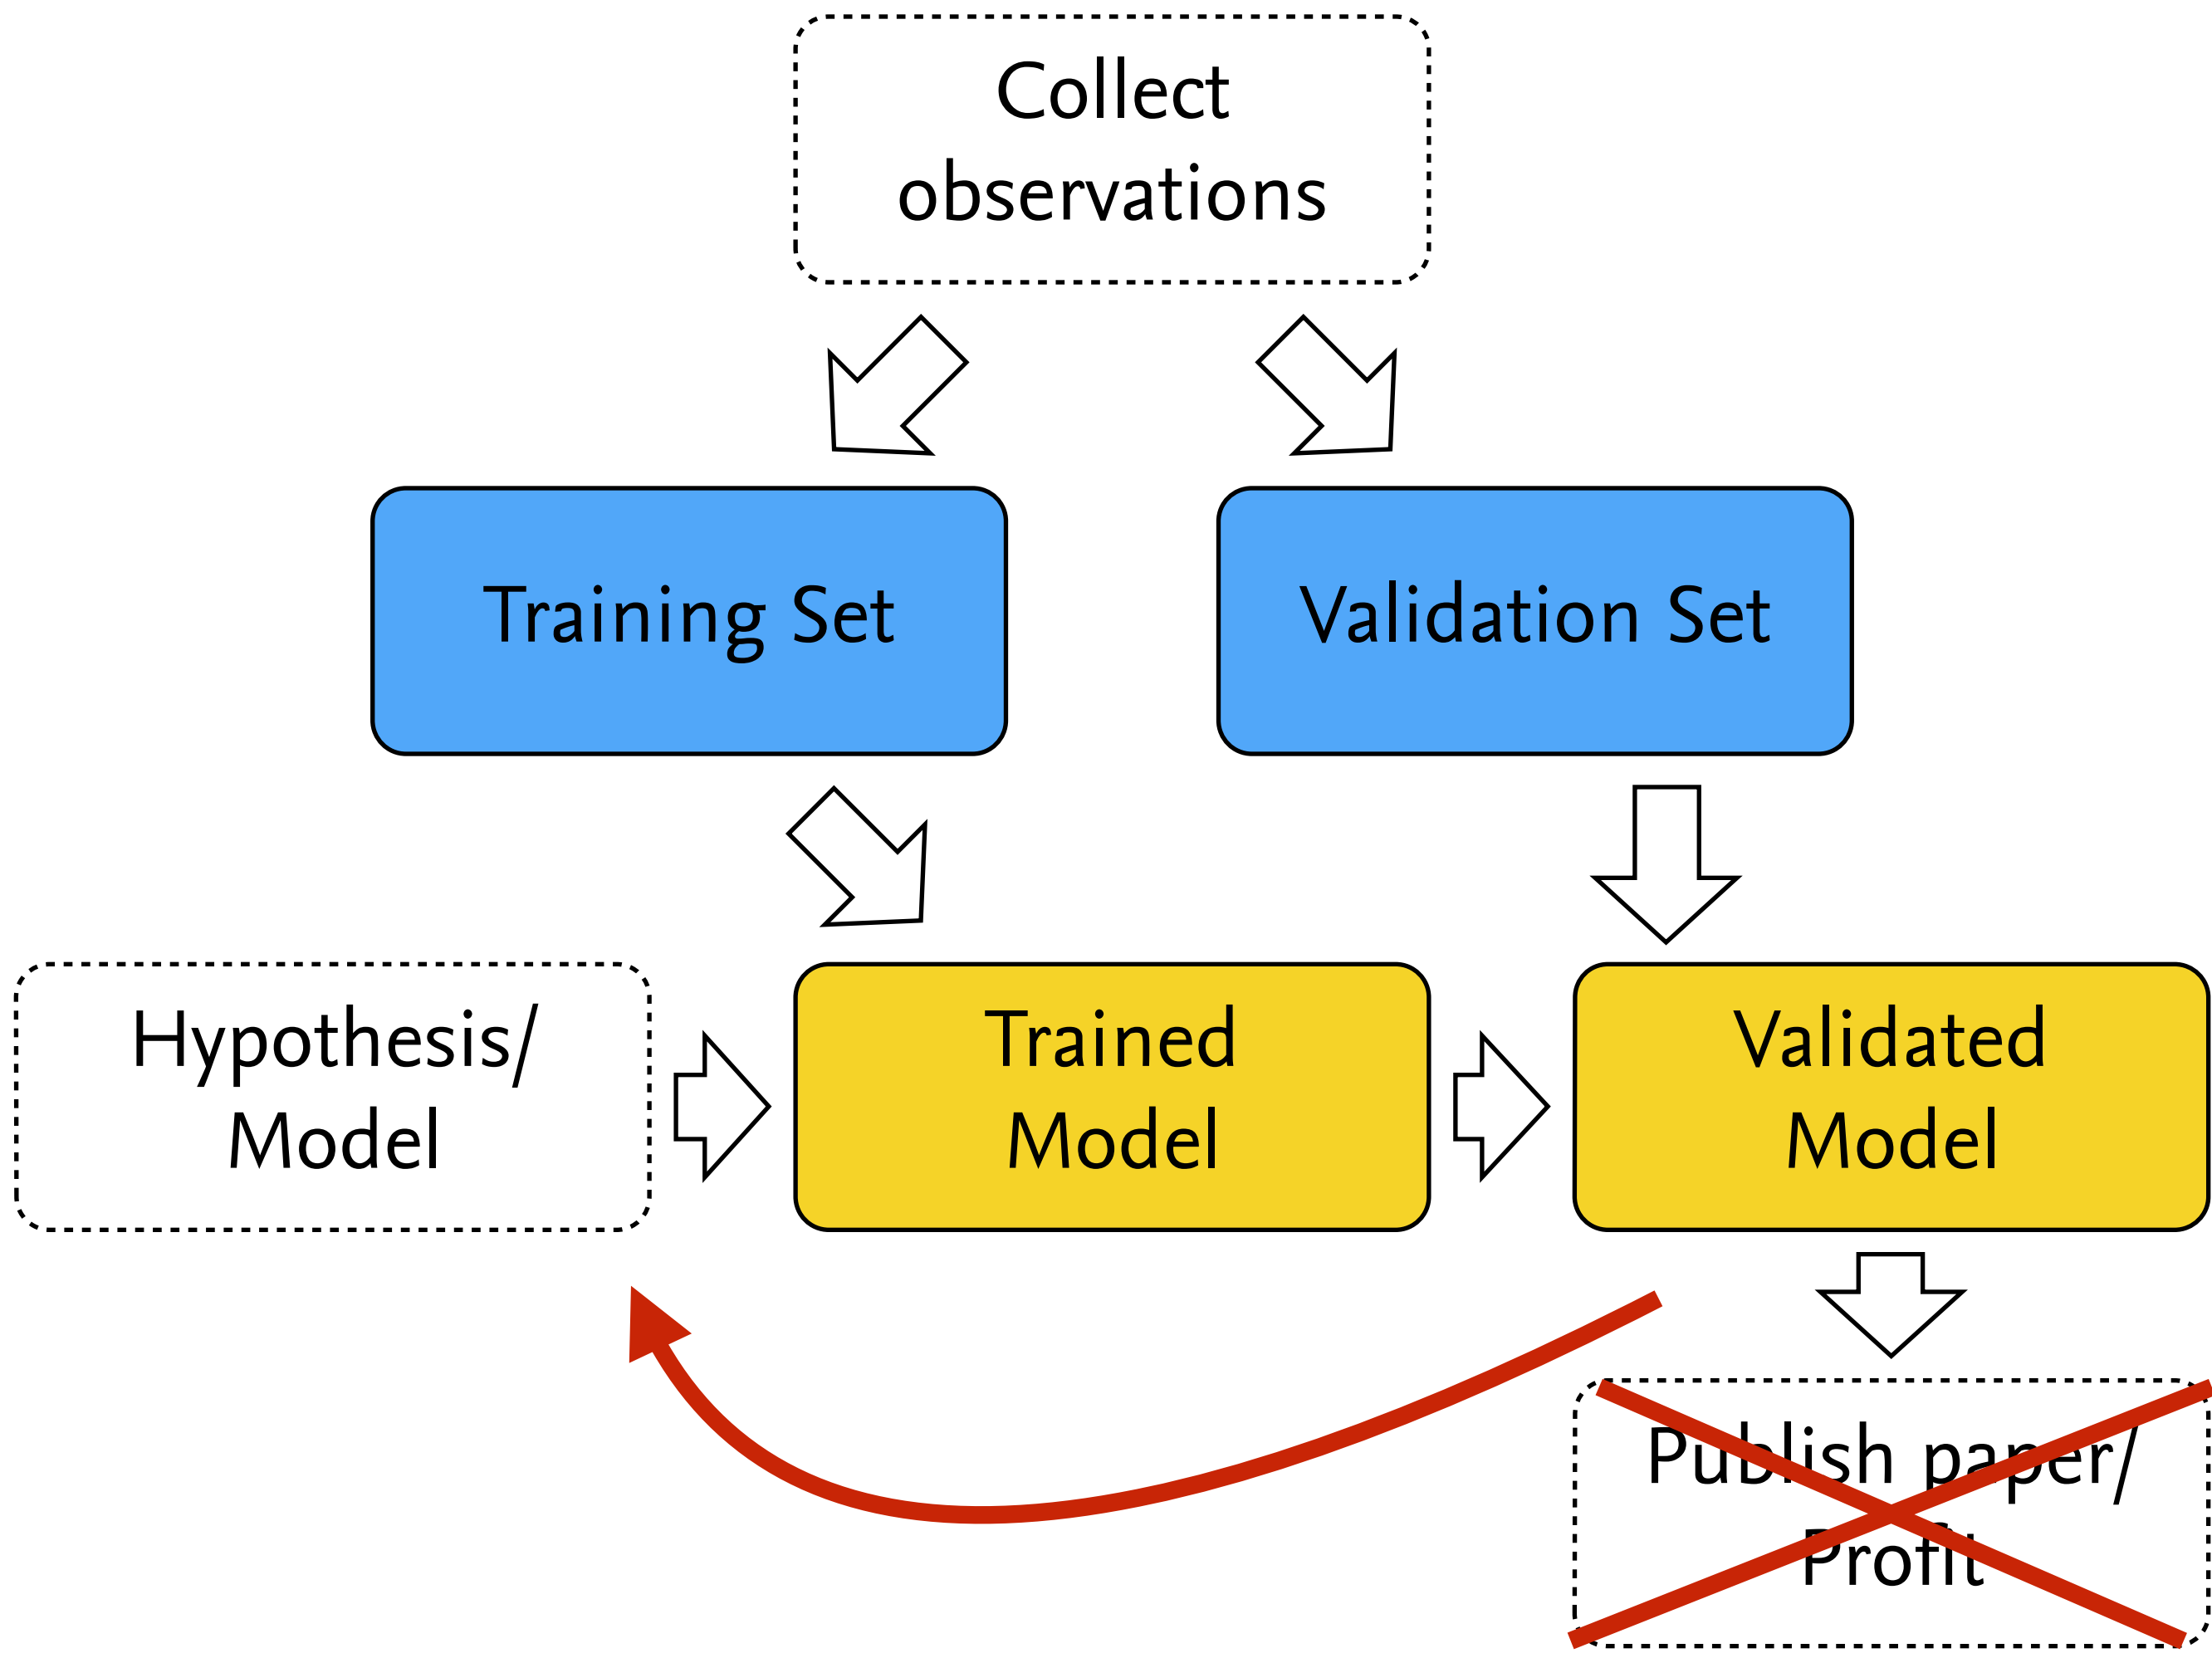 Collect
observations
Training Set
Validation Set
Hypothesis/
Model
Trained
Model
Validated
Model
Publish paper/
Profit